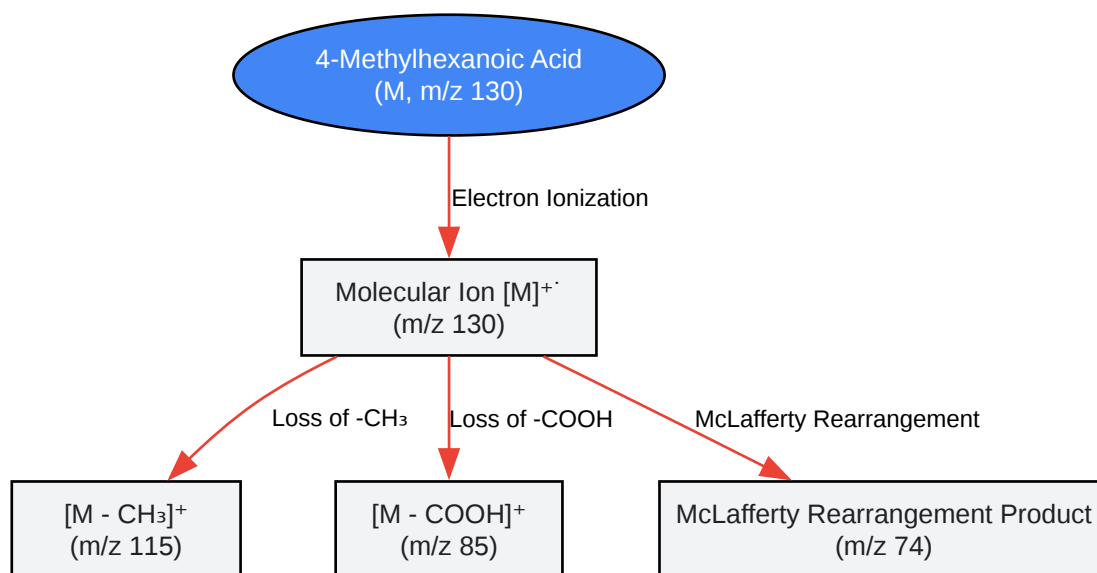 4-Methylhexanoic Acid
(M, m/z 130)
Electron Ionization
Molecular Ion [M]⁺˙
(m/z 130)
Loss of -CH₃
Loss of -COOH
McLafferty Rearrangement
[M - CH₃]⁺
(m/z 115)
[M - COOH]⁺
(m/z 85)
McLafferty Rearrangement Product
(m/z 74)